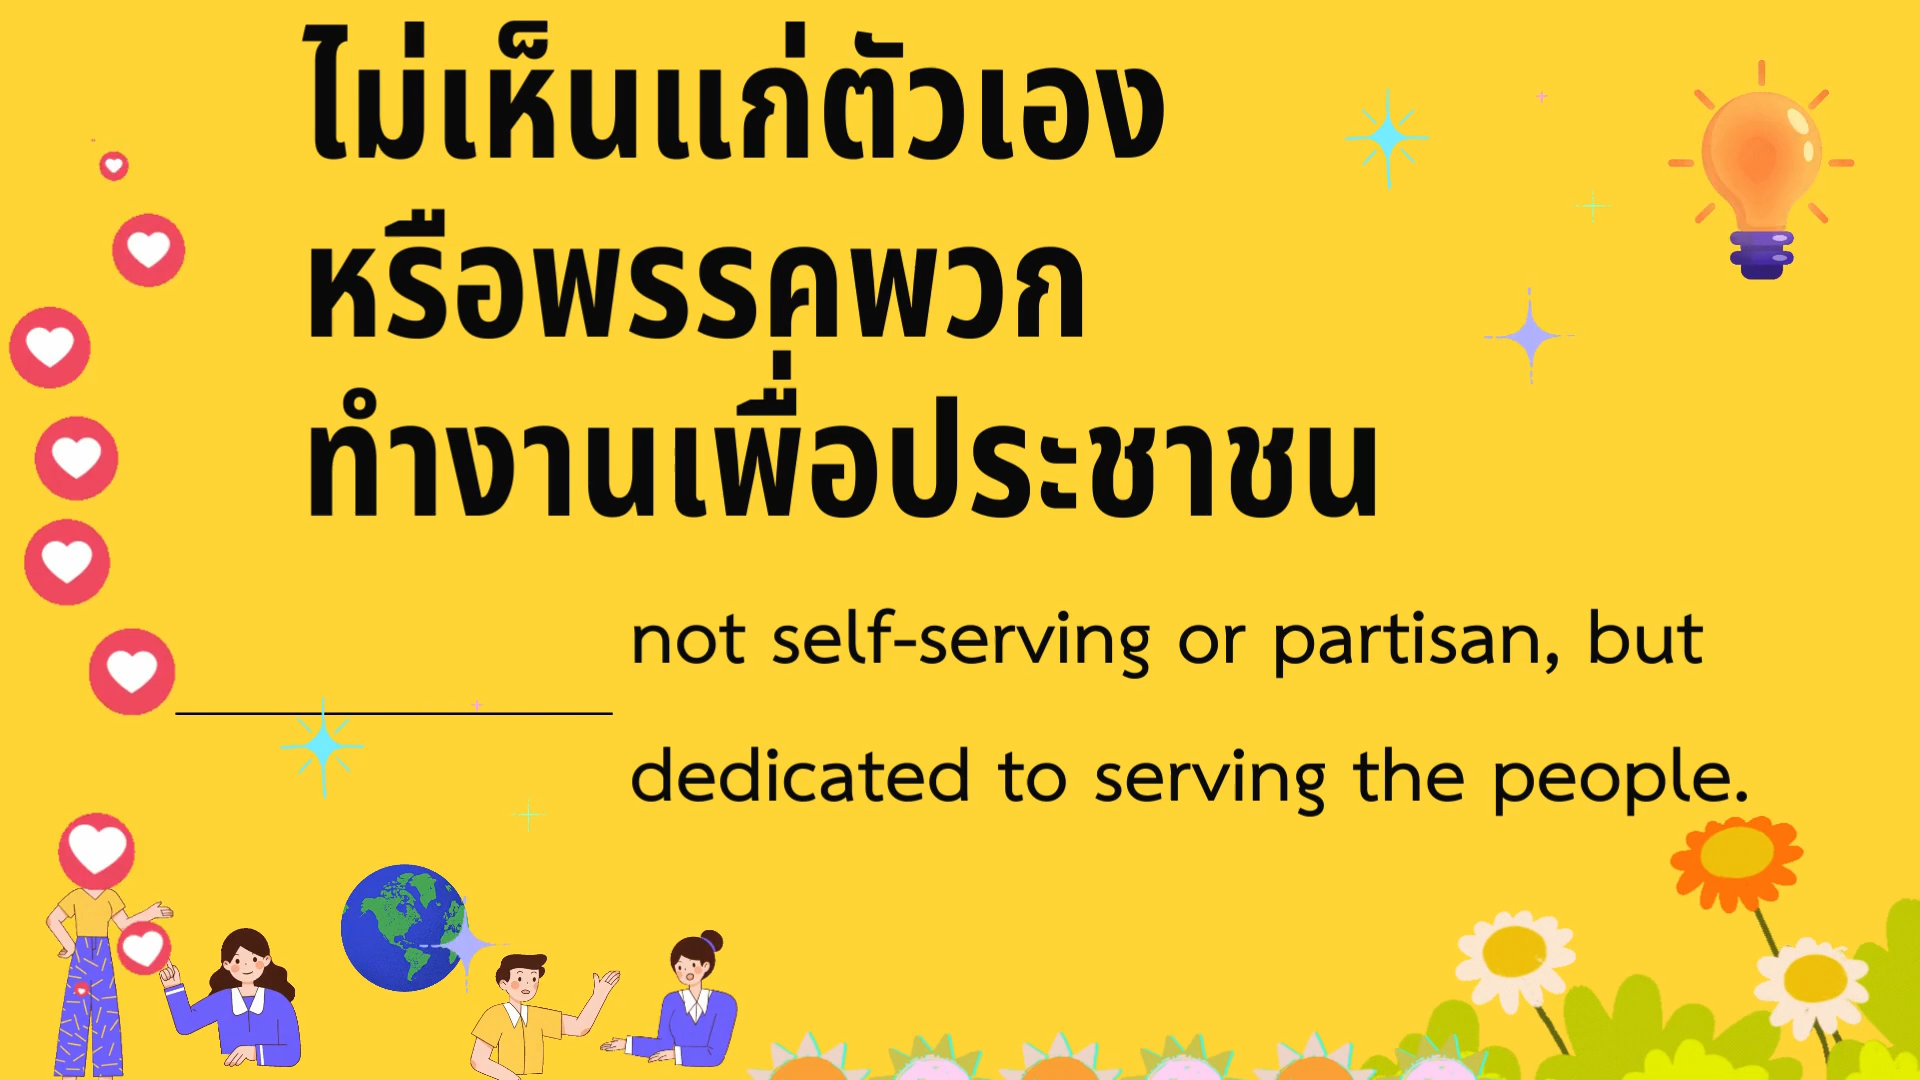 ไม่เห็นแก่ตัวเอง
หรือพรรคพวก
ทำงานเพื่อประชาชน
not self-serving or partisan, but
dedicated to serving the people.